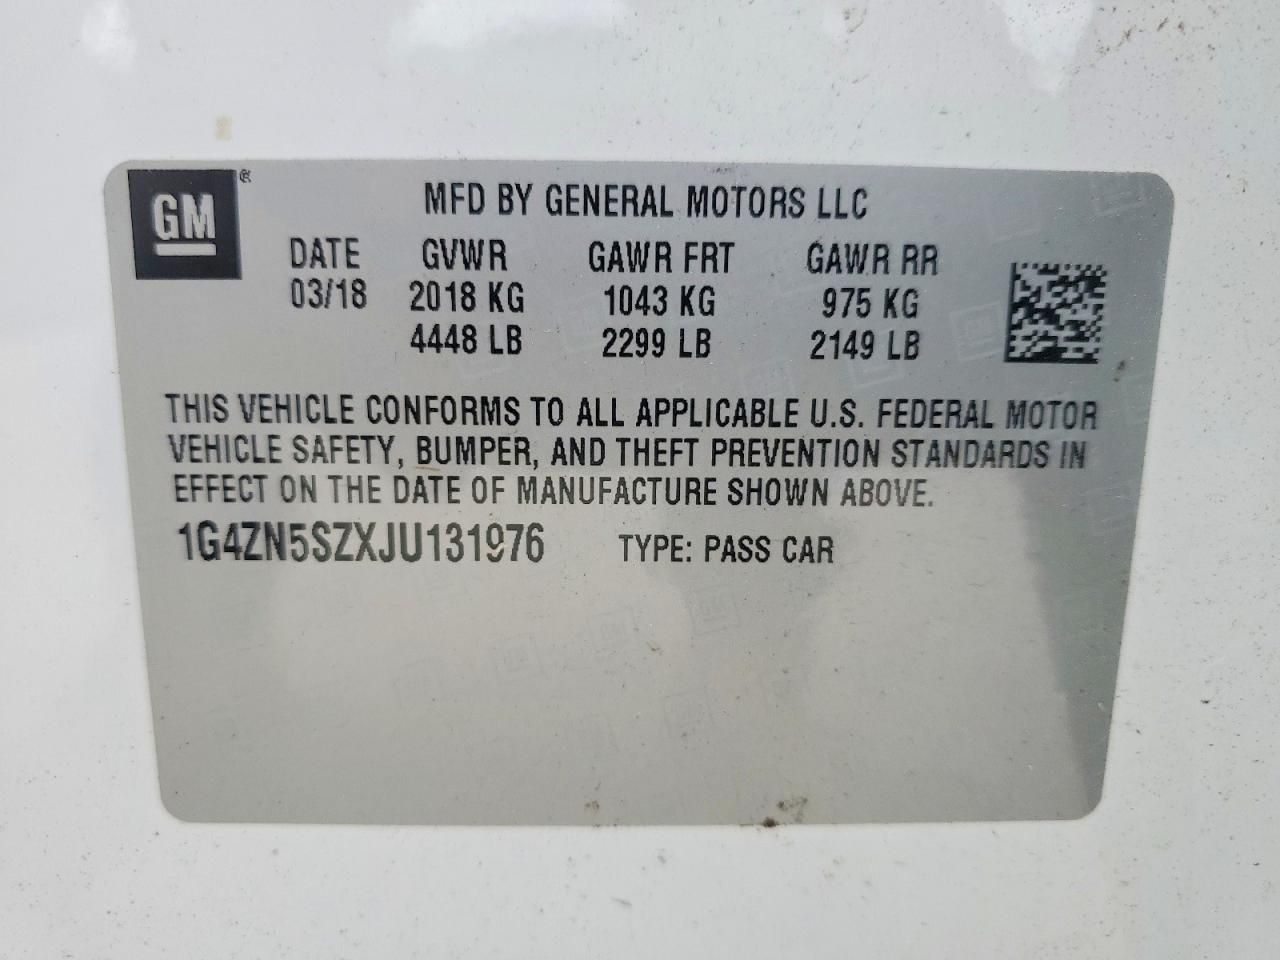 GM
MFD BY GENERAL MOTORS LLC
DATE GVWR GAWR FRT GAWR RR
03/18 2018 KG 1043 KG 975 KG
4448 LB 2299 LB 2149 LB
THIS VEHICLE CONFORMS TO ALL APPLICABLE U.S. FEDERAL MOTOR
VEHICLE SAFETY, BUMPER, AND THEFT PREVENTION STANDARDS IN
EFFECT ON THE DATE OF MANUFACTURE SHOWN ABOVE.
1G4ZN5SZXJU131976 TYPE: PASS CAR